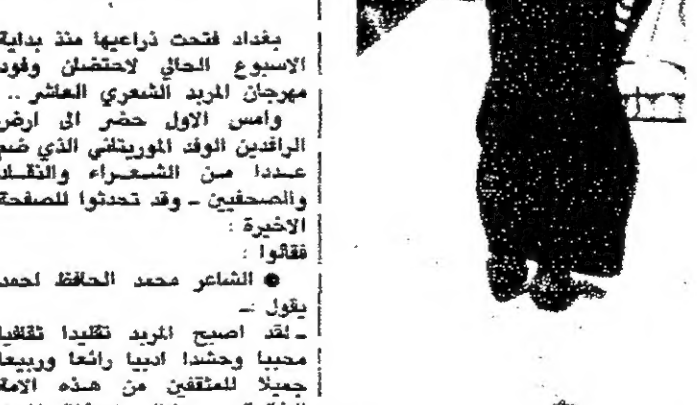 بغداد فتحت ذراعيها منذ بداية
الاسبوع الحالي لاحتضان وفود
مهرجان المربد الشعري العاشر ..
وامس الاول حضر الى ارض
الرافدين الوفد الموريتاني الذي ضم
عددا من الشعراء والنقاد
والصحفيين ـ وقد تحدثوا للصفحة
الاخيرة :
فقالوا :
● الشاعر محمد الحافظ احمد
يقول :ـ
ـ لقد اصبح المربد تقليدا ثقافيا
محببا وحشدا ادبيا رائعا وربيعا
جميلا للمثقفين من هذه الامة